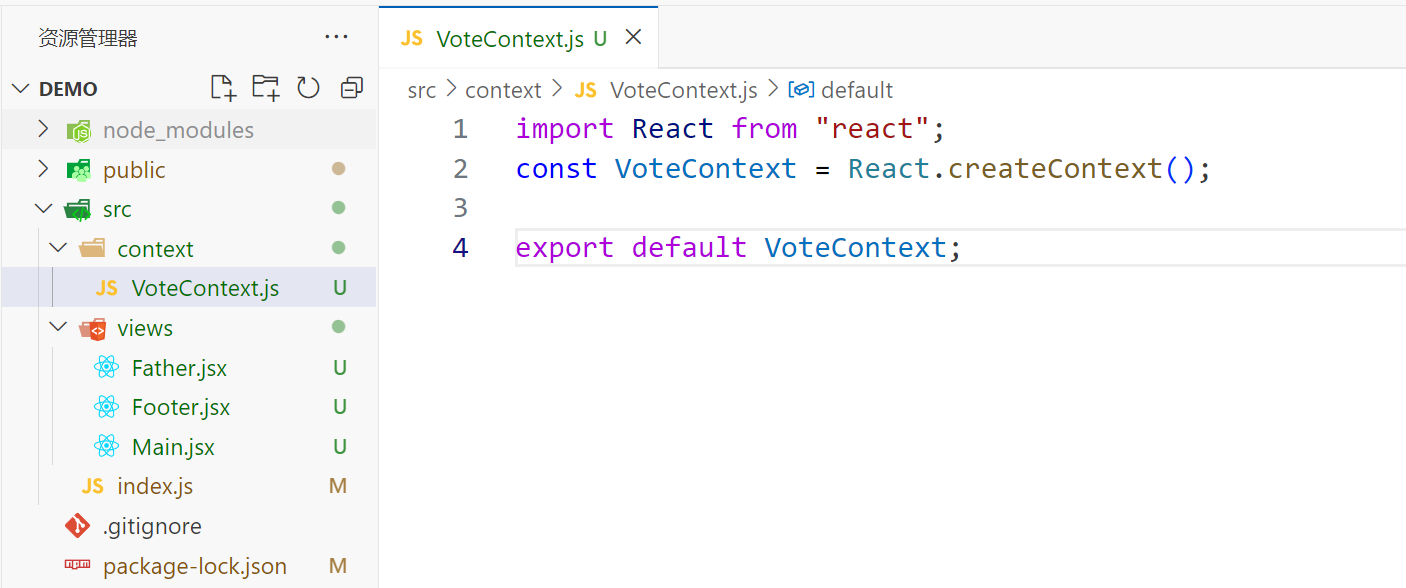 资源管理器 ···
DEMO
node_modules
public
src
context
JS VoteContext.js U
views
Father.jsx U
Footer.jsx U
Main.jsx U
JS index.js M
.gitignore
package-lock.json M
JS VoteContext.js U
src > context > JS VoteContext.js > default
1 import React from "react";
2 const VoteContext = React.createContext();
3
4 export default VoteContext;